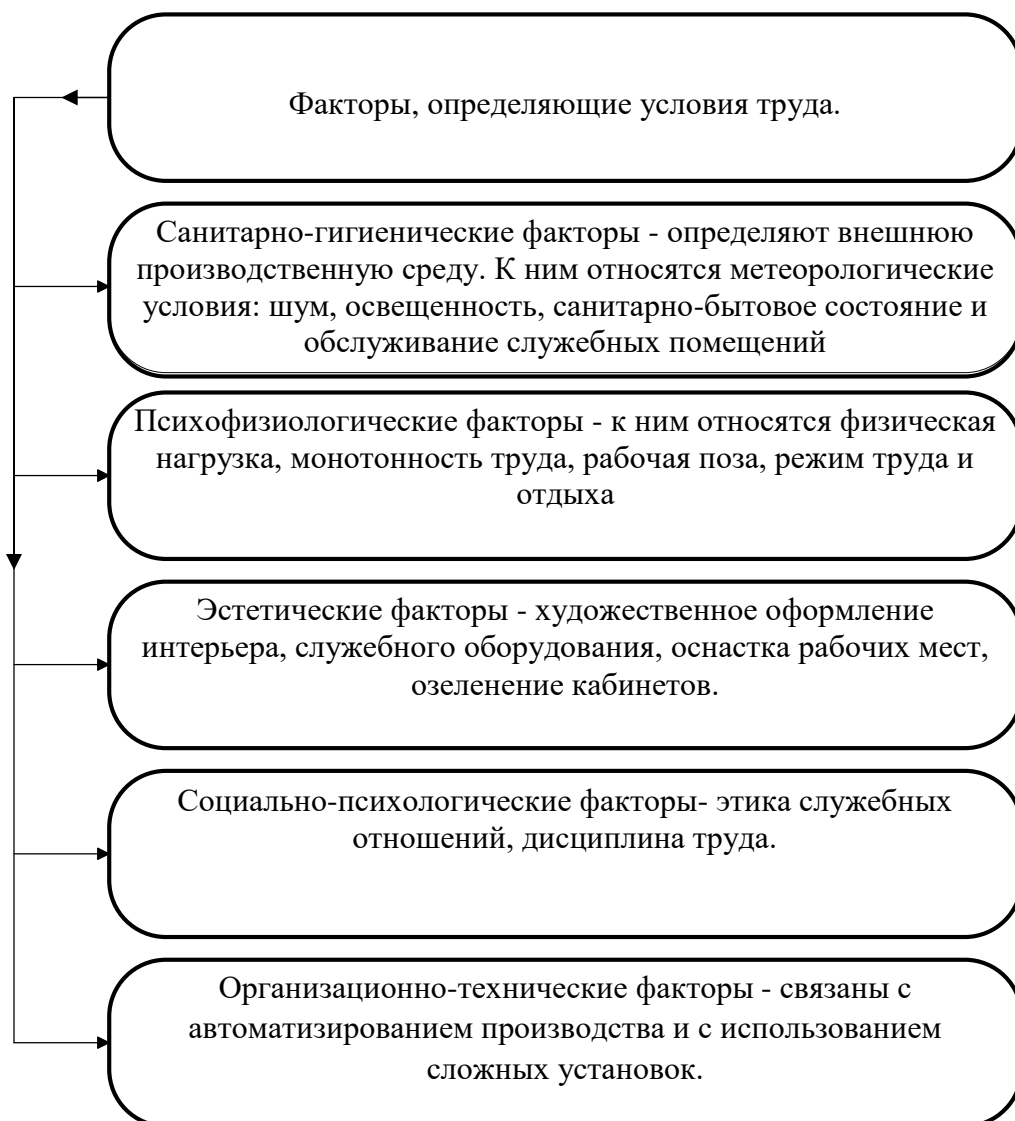 Факторы, определяющие условия труда.
Санитарно-гигиенические факторы - определяют внешнюю
производственную среду. К ним относятся метеорологические
условия: шум, освещенность, санитарно-бытовое состояние и
обслуживание служебных помещений
Психофизиологические факторы - к ним относятся физическая
нагрузка, монотонность труда, рабочая поза, режим труда и
отдыха
Эстетические факторы - художественное оформление
интерьера, служебного оборудования, оснастка рабочих мест,
озеленение кабинетов.
Социально-психологические факторы- этика служебных
отношений, дисциплина труда.
Организационно-технические факторы - связаны с
автоматизированием производства и с использованием
сложных установок.